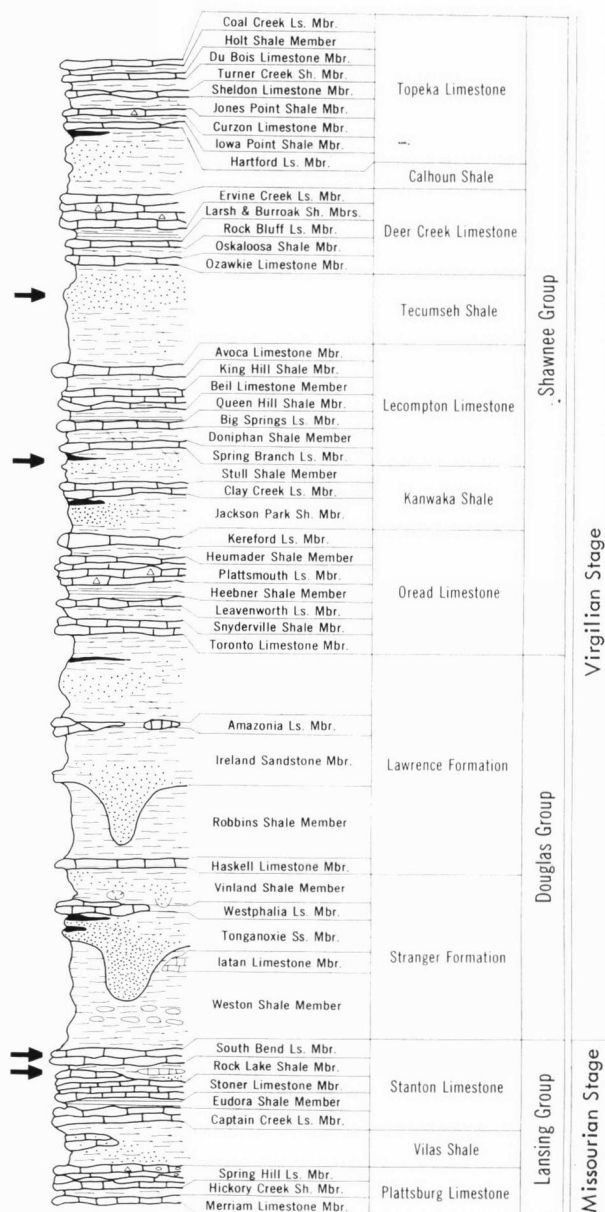 Coal Creek Ls. Mbr.
Holt Shale Member
Du Bois Limestone Mbr.
Turner Creek Sh. Mbr.
Sheldon Limestone Mbr.
Jones Point Shale Mbr.
Curzon Limestone Mbr.
Iowa Point Shale Mbr.
Hartford Ls. Mbr.
Topeka Limestone
Calhoun Shale
Ervine Creek Ls. Mbr.
Larsh & Burroak Sh. Mbrs.
Rock Bluff Ls. Mbr.
Oskaloosa Shale Mbr.
Ozawkie Limestone Mbr.
Deer Creek Limestone
Tecumseh Shale
Avoca Limestone Mbr.
King Hill Shale Mbr.
Beil Limestone Member
Queen Hill Shale Mbr.
Big Springs Ls. Mbr.
Doniphan Shale Member
Spring Branch Ls. Mbr.
Lecompton Limestone
Stull Shale Member
Clay Creek Ls. Mbr.
Jackson Park Sh. Mbr.
Kanwaka Shale
Kereford Ls. Mbr.
Heumader Shale Member
Plattsmouth Ls. Mbr.
Heebner Shale Member
Leavenworth Ls. Mbr.
Snyderville Shale Mbr.
Toronto Limestone Mbr.
Oread Limestone
Shawnee Group
Amazonia Ls. Mbr.
Ireland Sandstone Mbr.
Robbins Shale Member
Haskell Limestone Mbr.
Lawrence Formation
Vinland Shale Member
Westphalia Ls. Mbr.
Tonganoxie Ss. Mbr.
Iatan Limestone Mbr.
Weston Shale Member
Stranger Formation
Douglas Group
Virgilian Stage
South Bend Ls. Mbr.
Rock Lake Shale Mbr.
Stoner Limestone Mbr.
Eudora Shale Member
Captain Creek Ls. Mbr.
Stanton Limestone
Vilas Shale
Spring Hill Ls. Mbr.
Hickory Creek Sh. Mbr.
Merriam Limestone Mbr.
Plattsburg Limestone
Lansing Group
Missourian Stage